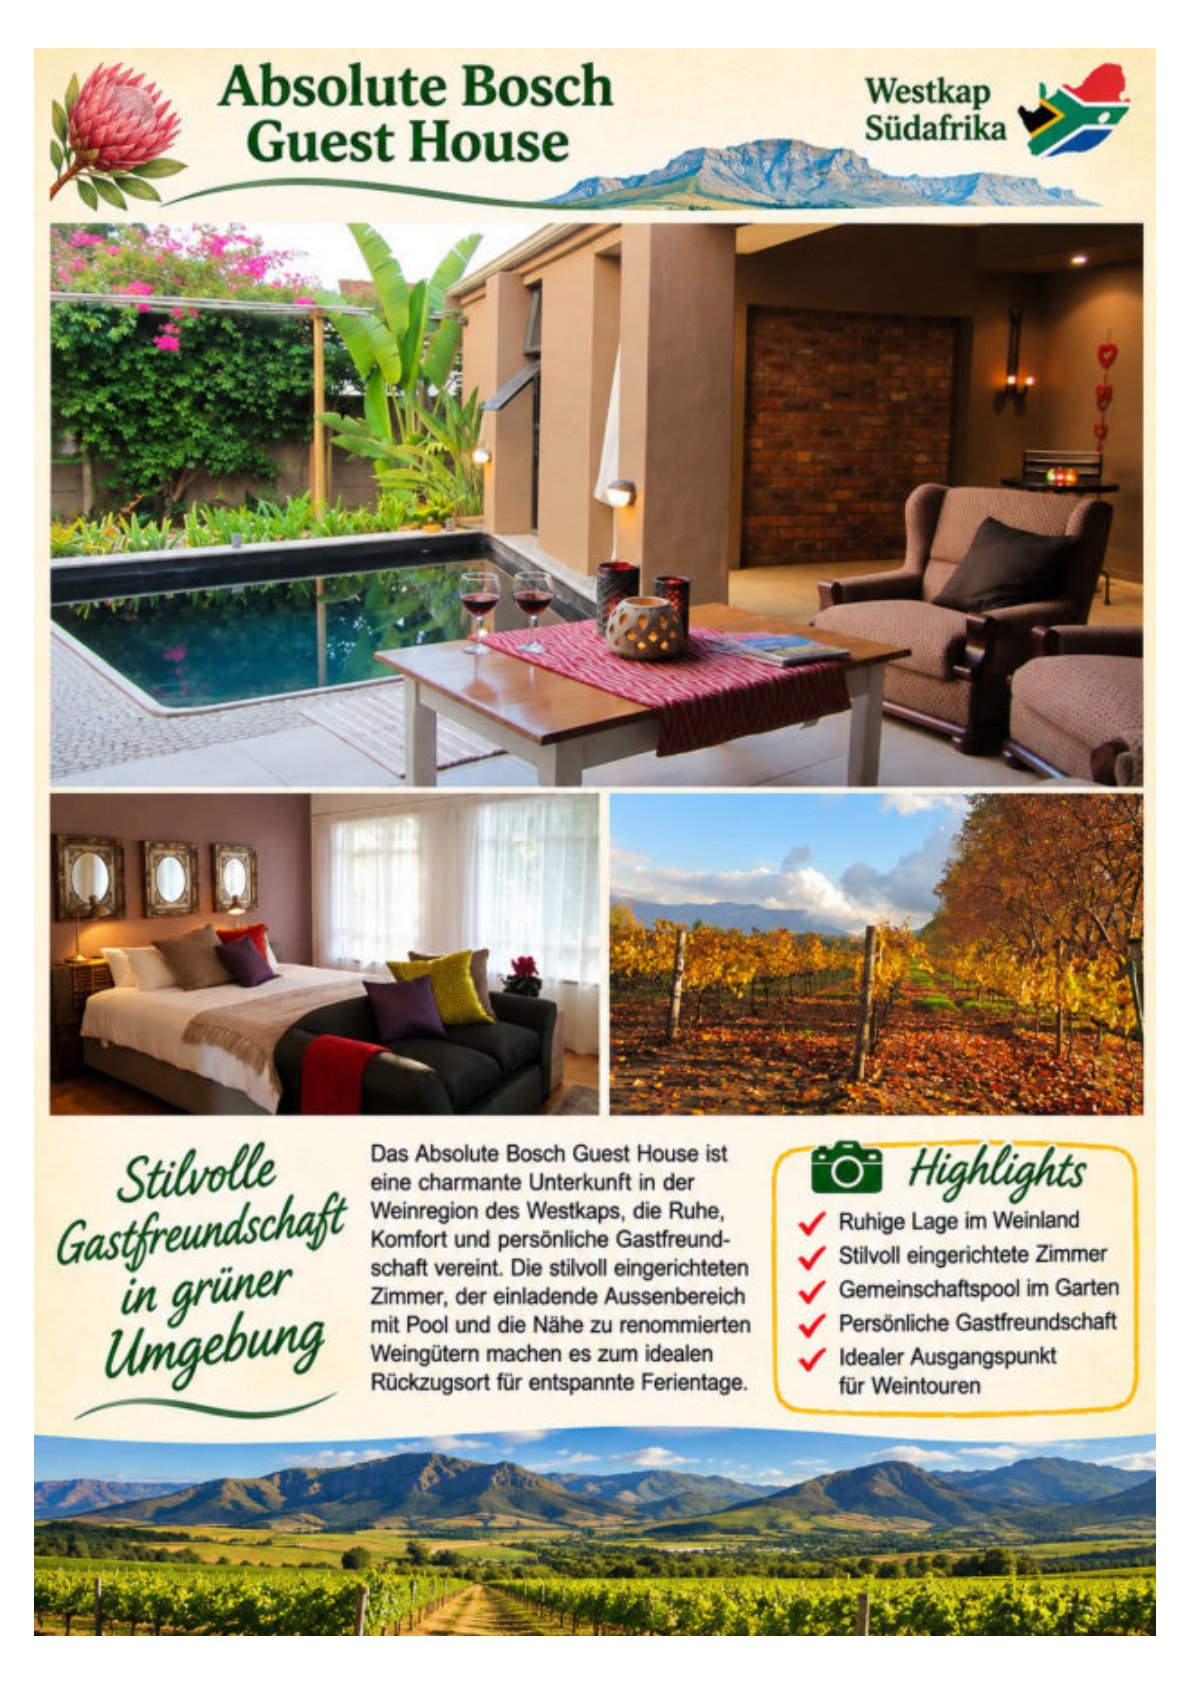 Absolute Bosch
Guest House
Westkap
Südafrika
Stilvolle
Gastfreundschaft
in grüner
Umgebung
Das Absolute Bosch Guest House ist
eine charmante Unterkunft in der
Weinregion des Westkaps, die Ruhe,
Komfort und persönliche Gastfreund-
schaft vereint. Die stilvoll eingerichteten
Zimmer, der einladende Aussenbereich
mit Pool und die Nähe zu renommierten
Weingütern machen es zum idealen
Rückzugsort für entspannte Ferientage.
Highlights
Ruhige Lage im Weinland
Stilvoll eingerichtete Zimmer
Gemeinschaftspool im Garten
Persönliche Gastfreundschaft
Idealer Ausgangspunkt
für Weintouren